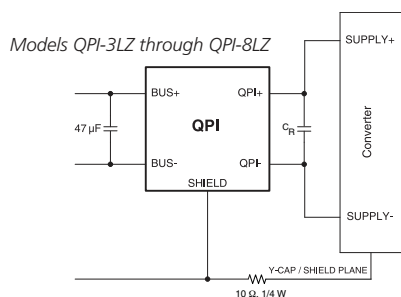 Models QPI-3LZ through QPI-8LZ
SUPPLY+
BUS+
QPI+
47 µF
QPI
CR
Converter
BUS-
QPI-
SHIELD
SUPPLY-
Y-CAP / SHIELD PLANE
10 Ω, 1/4 W